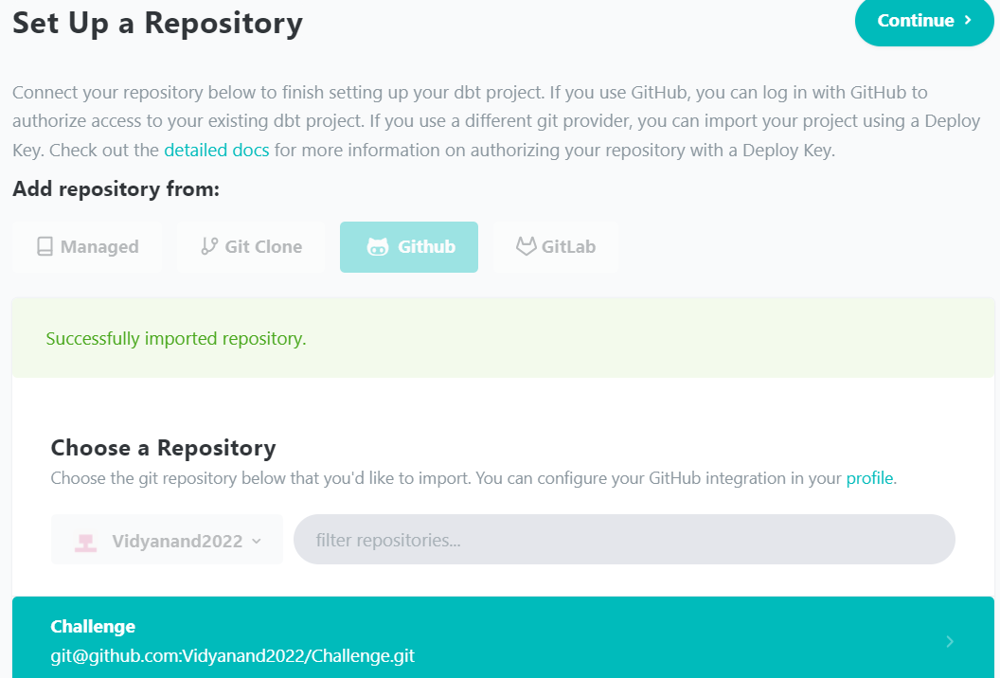 Set Up a Repository
Continue
Connect your repository below to finish setting up your dbt project. If you use GitHub, you can log in with GitHub to
authorize access to your existing dbt project. If you use a different git provider, you can import your project using a Deploy
Key. Check out the detailed docs for more information on authorizing your repository with a Deploy Key.
Add repository from:
Managed Git Clone Github GitLab
Successfully imported repository.
Choose a Repository
Choose the git repository below that you'd like to import. You can configure your GitHub integration in your profile.
Vidyanand2022 filter repositories...
Challenge
git@github.com:Vidyanand2022/Challenge.git